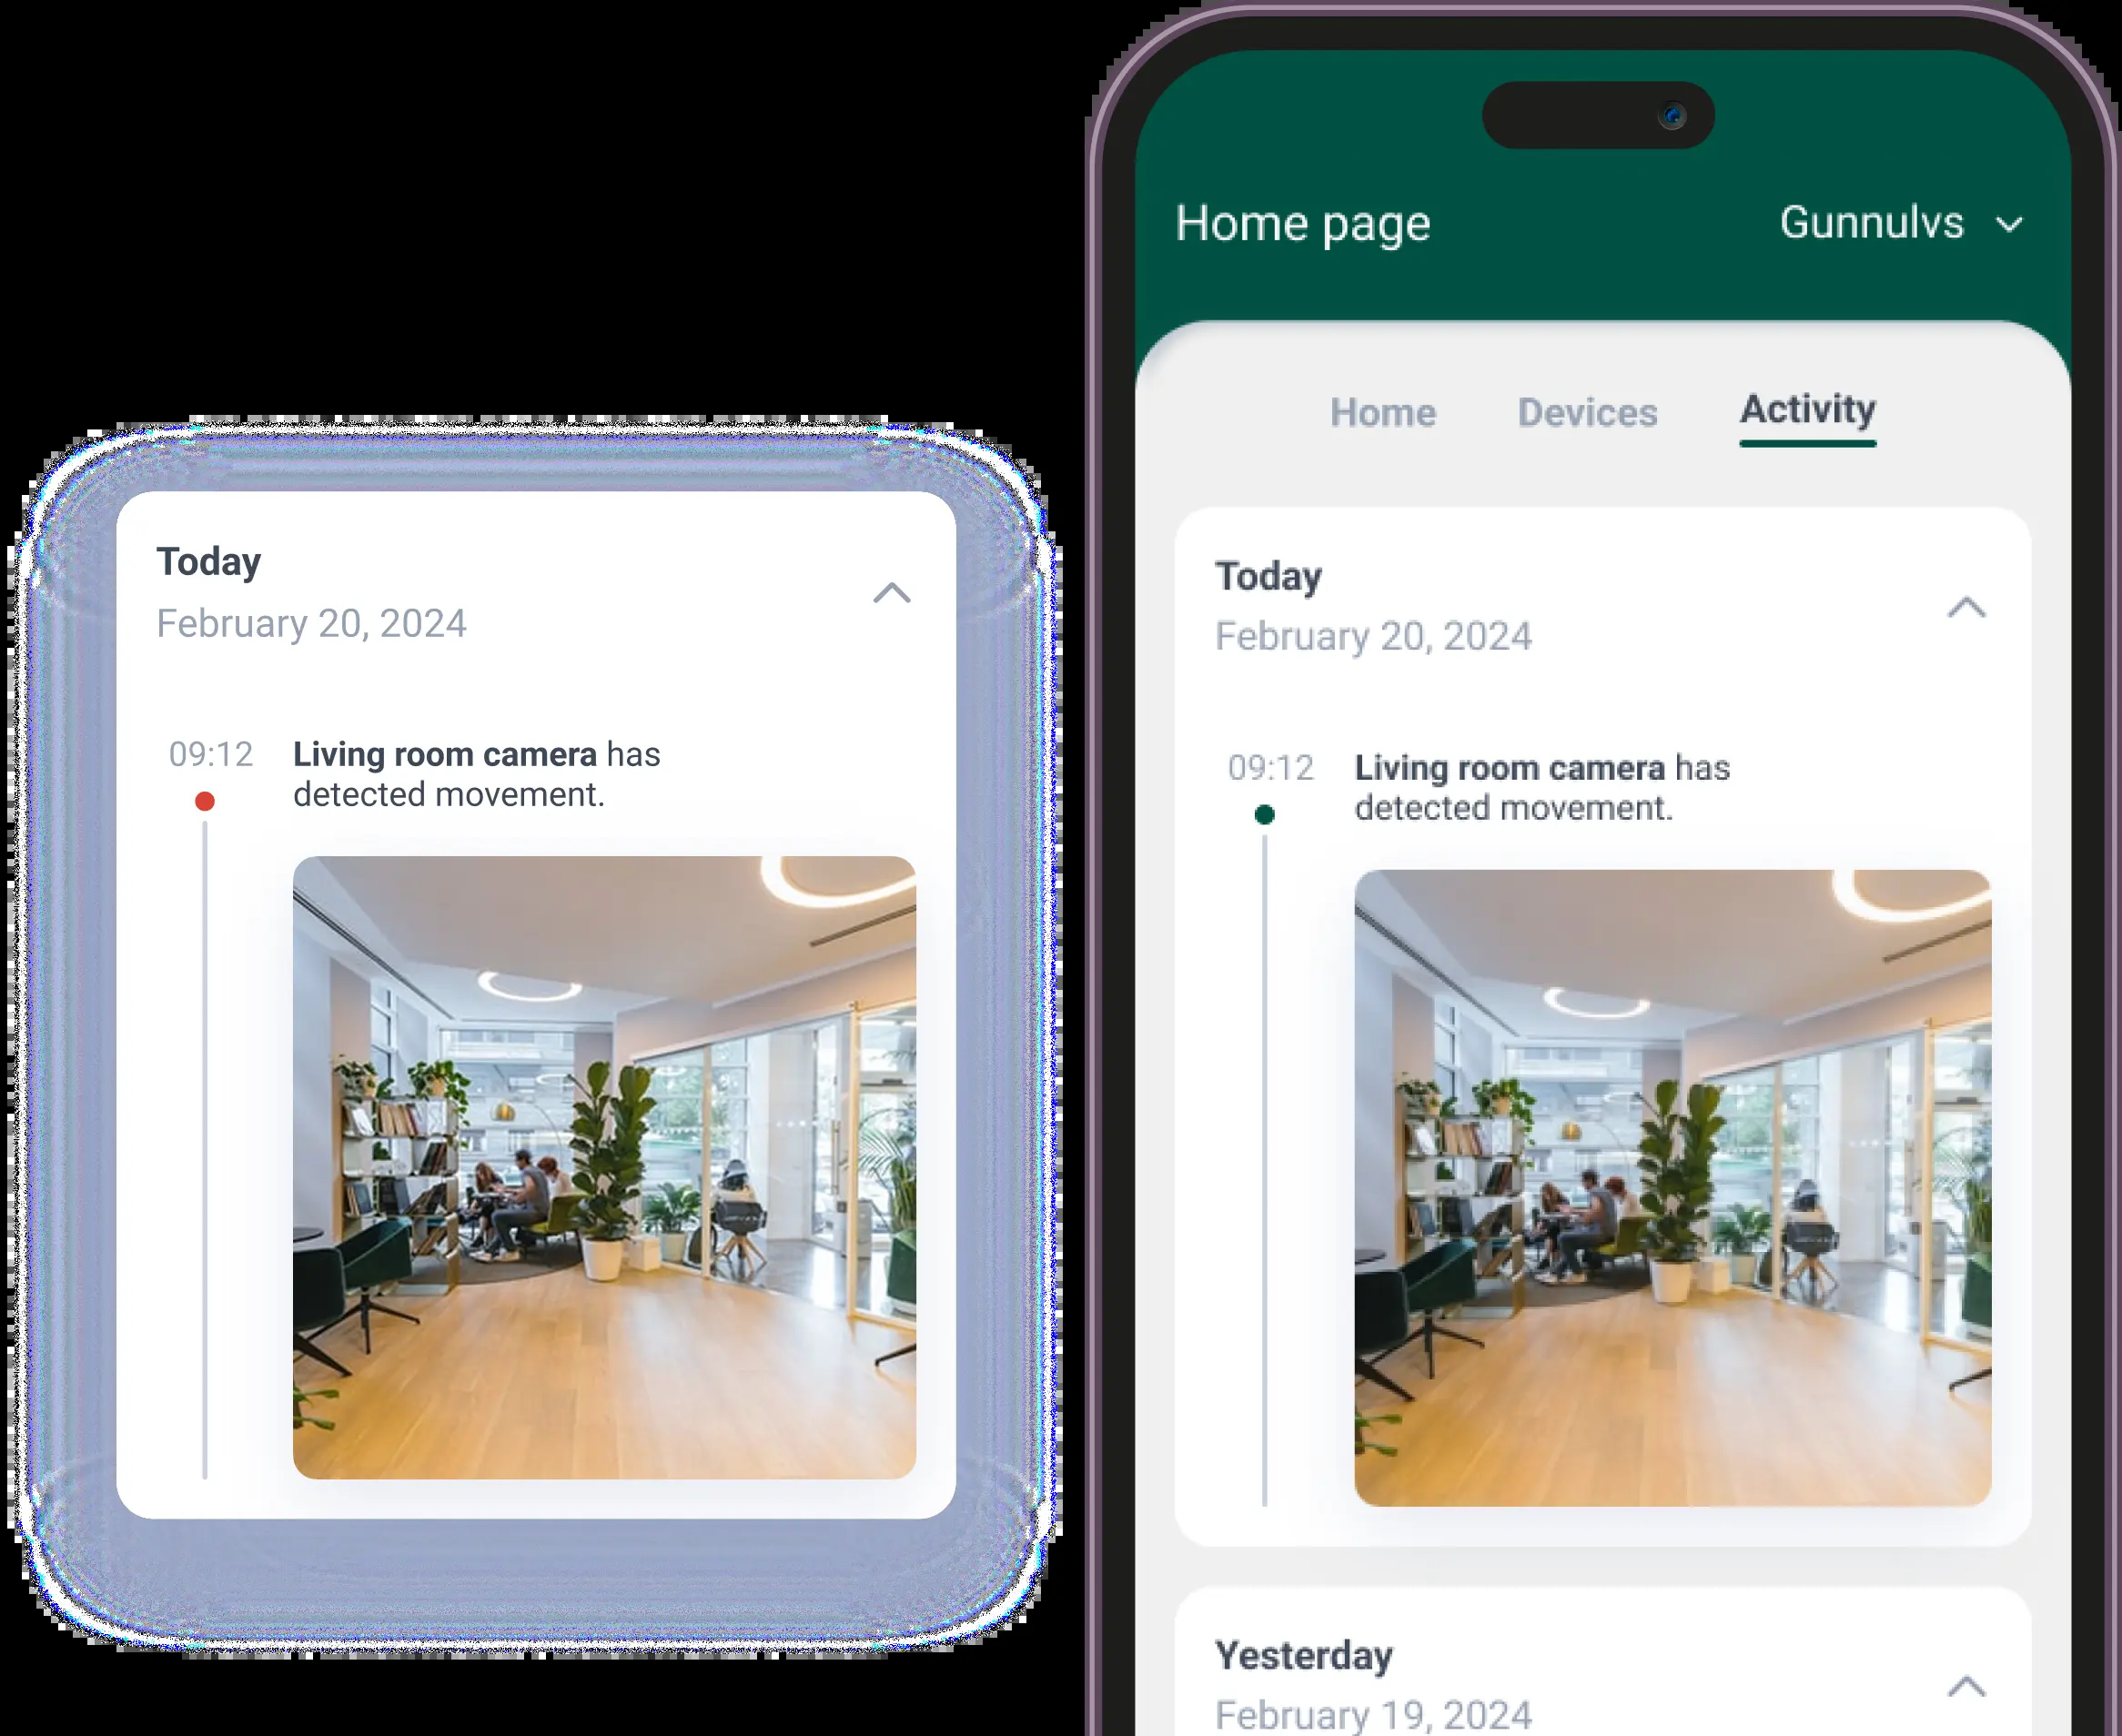 Today
February 20, 2024
09:12 Living room camera has
detected movement.
Home page
Gunnulvs
Home Devices Activity
Today
February 20, 2024
09:12 Living room camera has
detected movement.
Yesterday
February 19, 2024